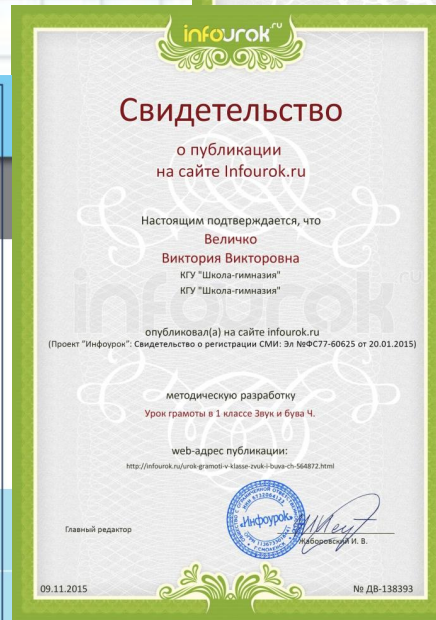 infourok.ru
Свидетельство
о публикации
на сайте Infourok.ru
Настоящим подтверждается, что
Величко
Виктория Викторовна
КГУ "Школа-гимназия"
КГУ "Школа-гимназия"
опубликовал(а) на сайте infourok.ru
(Проект "Инфоурок": Свидетельство о регистрации СМИ: Эл №ФС77-60625 от 20.01.2015)
методическую разработку
Урок грамоты в 1 классе Звук и бува Ч.
web-адрес публикации:
http://infourok.ru/urok-gramoti-v-klasse-zvuk-i-buva-ch-564872.html
Инфоурок
Главный редактор
Жаборовский И. В.
09.11.2015
№ ДВ-138393